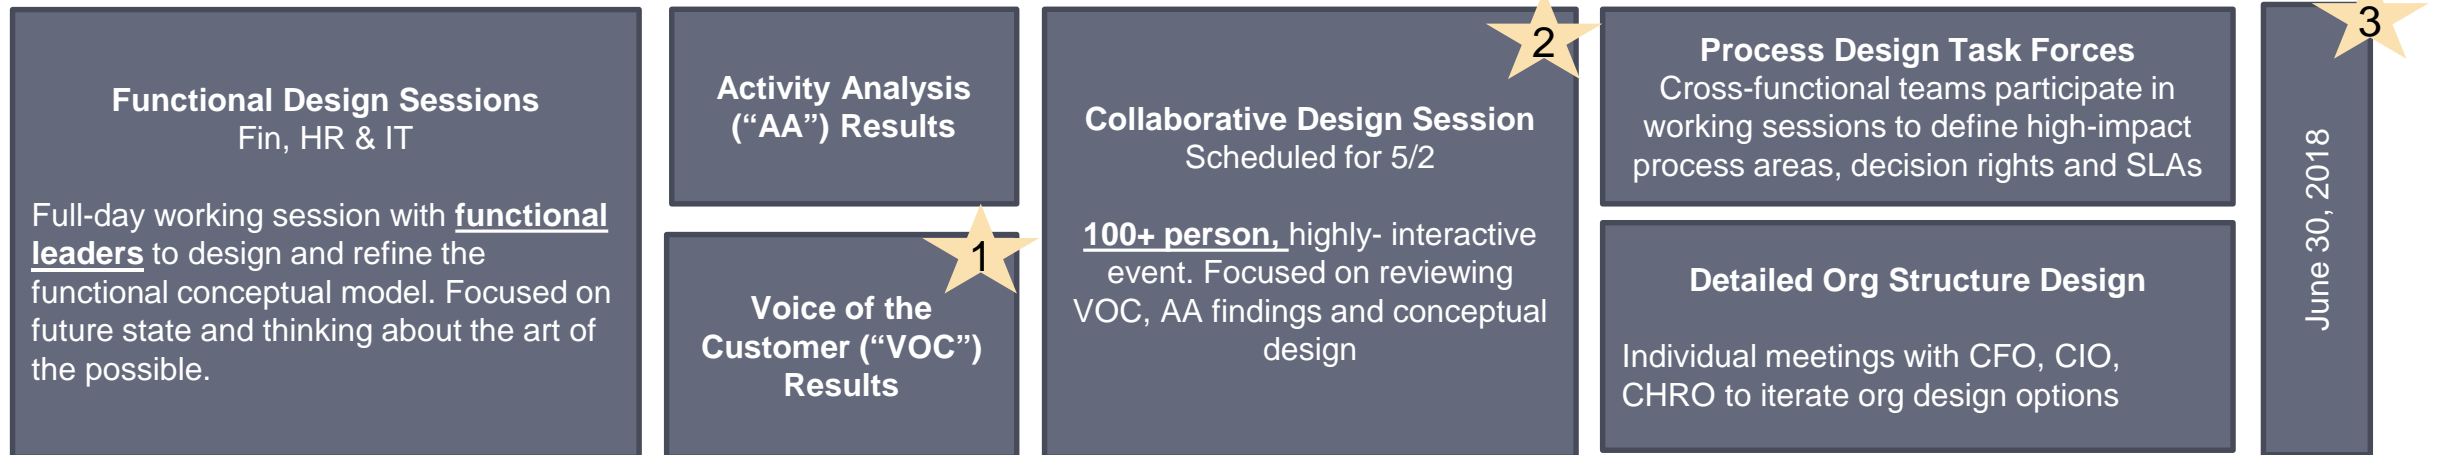 Functional Design Sessions
Fin, HR & IT
Full-day working session with functional
leaders to design and refine the
functional conceptual model. Focused on
future state and thinking about the art of
the possible.
Activity Analysis
(“AA”) Results
1
Voice of the
Customer (“VOC”)
Results
2
Collaborative Design Session
Scheduled for 5/2
100+ person, highly- interactive
event. Focused on reviewing
VOC, AA findings and conceptual
design
Process Design Task Forces
Cross-functional teams participate in
working sessions to define high-impact
process areas, decision rights and SLAs
Detailed Org Structure Design
Individual meetings with CFO, CIO,
CHRO to iterate org design options
3
June 30, 2018